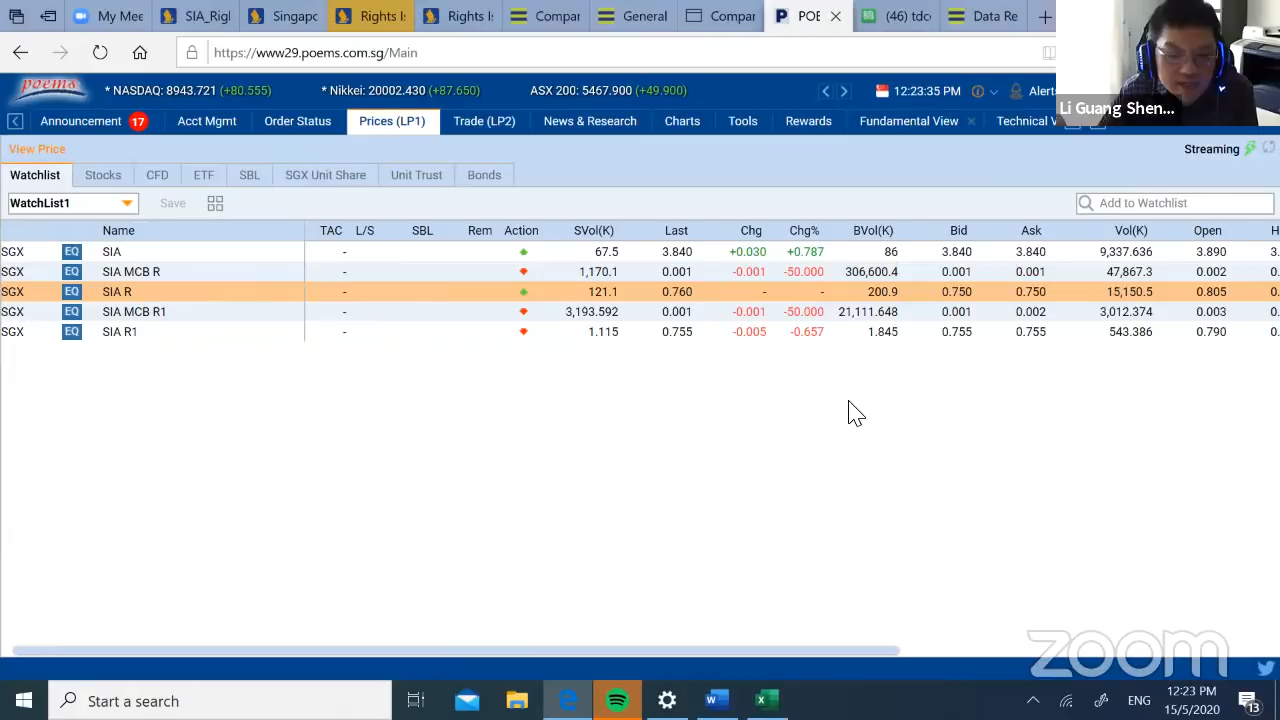 My Mee
SIA_Rigl
Singapc
Rights I:
Rights I:
Compar
General
Compar
POE
(46) tdc
Data Re
https://www29.poems.com.sg/Main
poems
* NASDAQ: 8943.721 (+80.555)
* Nikkei: 20002.430 (+87.650)
ASX 200: 5467.900 (+49.900)
12:23:35 PM
Alerts
Li Guang Shen...
Announcement 17
Acct Mgmt
Order Status
Prices (LP1)
Trade (LP2)
News & Research
Charts
Tools
Rewards
Fundamental View
Technical V
View Price
Streaming
Watchlist
Stocks
CFD
ETF
SBL
SGX Unit Share
Unit Trust
Bonds
WatchList1
Save
Add to Watchlist
Name TAC L/S SBL Rem Action SVol(K) Last Chg Chg% BVol(K) Bid Ask Vol(K) Open H
SGX EQ SIA - 67.5 3.840 +0.030 +0.787 86 3.840 3.840 9,337.636 3.890 3.
SGX EQ SIA MCB R - 1,170.1 0.001 -0.001 -50.000 306,600.4 0.001 0.001 47,867.3 0.002 0.
SGX EQ SIA R - 121.1 0.760 - - 200.9 0.750 0.750 15,150.5 0.805 0.
SGX EQ SIA MCB R1 - 3,193.592 0.001 -0.001 -50.000 21,111.648 0.001 0.002 3,012.374 0.003 0.
SGX EQ SIA R1 - 1.115 0.755 -0.005 -0.657 1.845 0.755 0.755 543.386 0.790 0.
zoom
Start a search
ENG
12:23 PM
15/5/2020
13